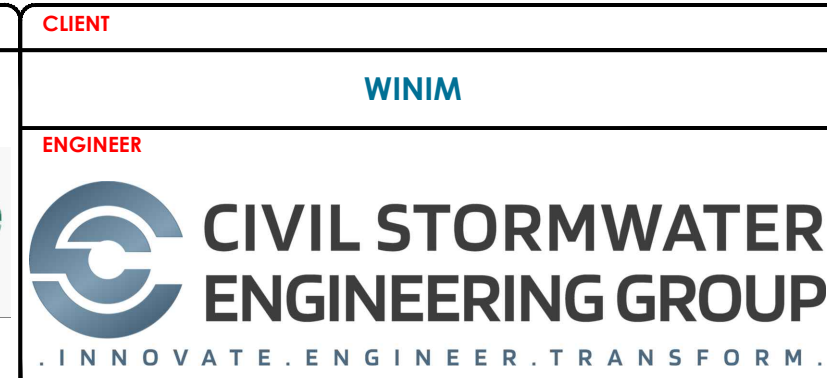 CLIENT
WINIM
ENGINEER
CIVIL STORMWATER
ENGINEERING GROUP
.INNOVATE.ENGINEER.TRANSFORM.